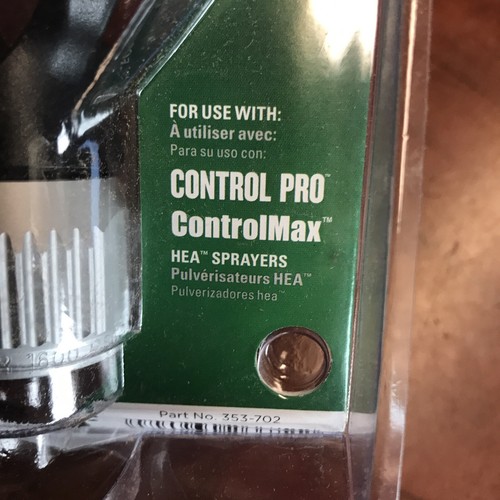 FOR USE WITH:
À utiliser avec:
Para su uso con:
CONTROL PRO™
ControlMax™
HEA™ SPRAYERS
Pulvérisateurs HEA™
Pulverizadores hea™
1600
Part No. 353-702